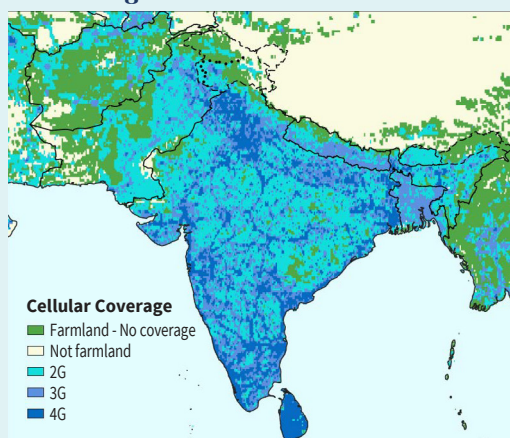 Cellular Coverage
Farmland - No coverage
Not farmland
2G
3G
4G